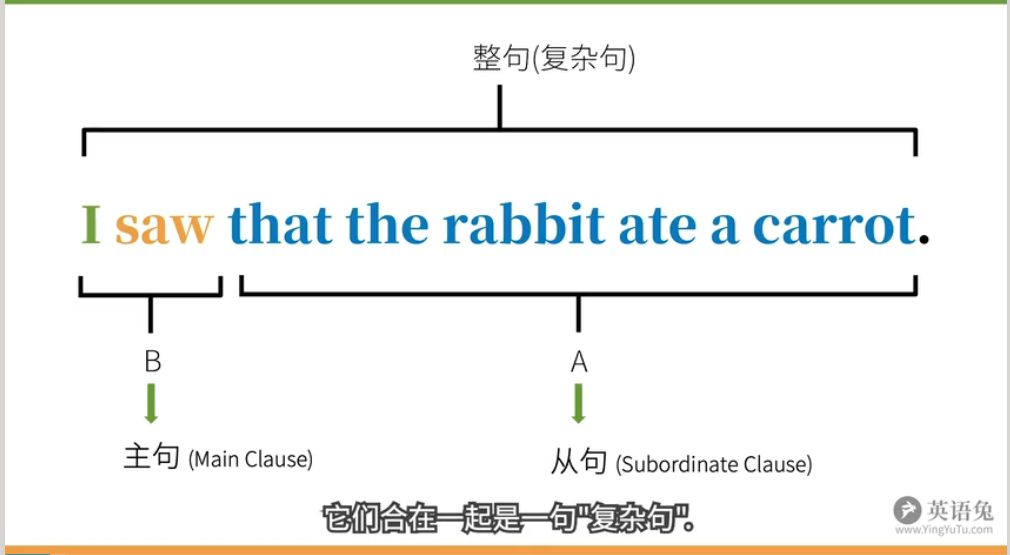 整句(复杂句)
I saw that the rabbit ate a carrot.
B
A
主句 (Main Clause)
从句 (Subordinate Clause)
它们合在一起是一句"复杂句".
英语兔
www.YingYuTu.com